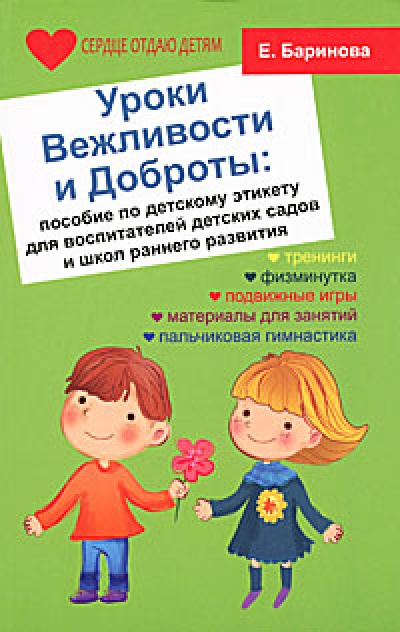 СЕРДЦЕ ОТДАЮ ДЕТЯМ
Е. Баринова
Уроки
Вежливости
и Доброты:
пособие по детскому этикету
для воспитателей детских садов
и школ раннего развития
тренинги
физминутка
подвижные игры
материалы для занятий
пальчиковая гимнастика